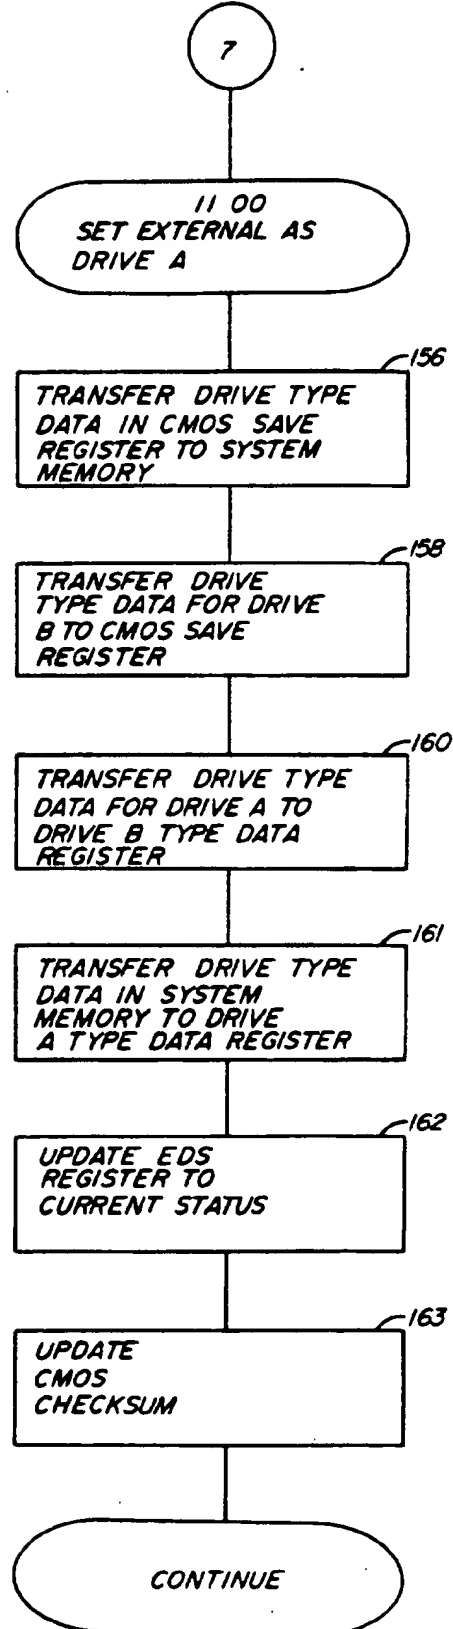 7
11 00
SET EXTERNAL AS
DRIVE A
156
TRANSFER DRIVE TYPE
DATA IN CMOS SAVE
REGISTER TO SYSTEM
MEMORY
158
TRANSFER DRIVE
TYPE DATA FOR DRIVE
B TO CMOS SAVE
REGISTER
160
TRANSFER DRIVE TYPE
DATA FOR DRIVE A TO
DRIVE B TYPE DATA
REGISTER
161
TRANSFER DRIVE TYPE
DATA IN SYSTEM
MEMORY TO DRIVE
A TYPE DATA REGISTER
162
UPDATE EDS
REGISTER TO
CURRENT STATUS
163
UPDATE
CMOS
CHECKSUM
CONTINUE